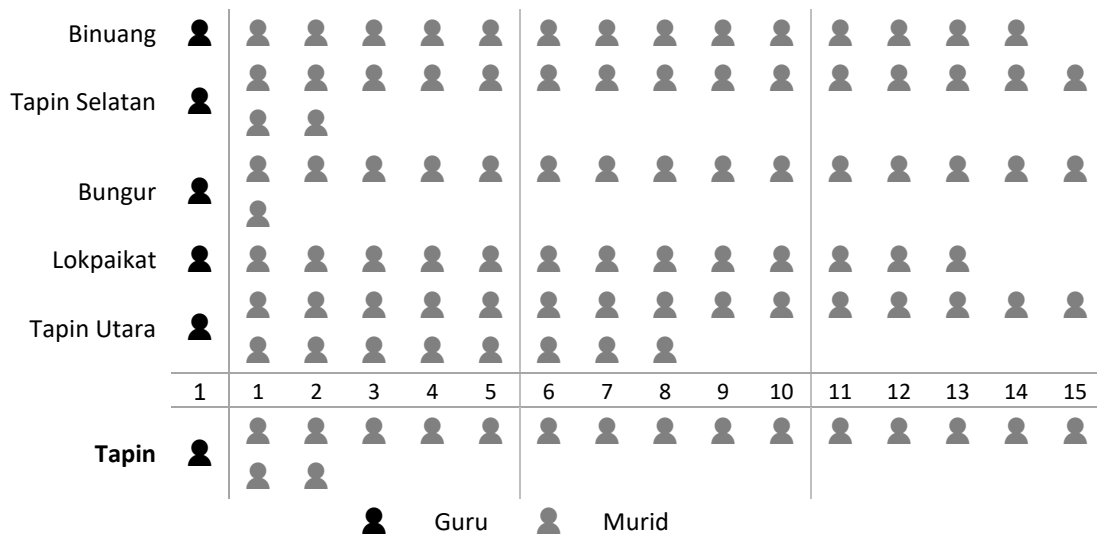 Binuang
Tapin Selatan
Bungur
Lokpaikat
Tapin Utara
1 1 2 3 4 5 6 7 8 9 10 11 12 13 14 15
Tapin
Guru Murid